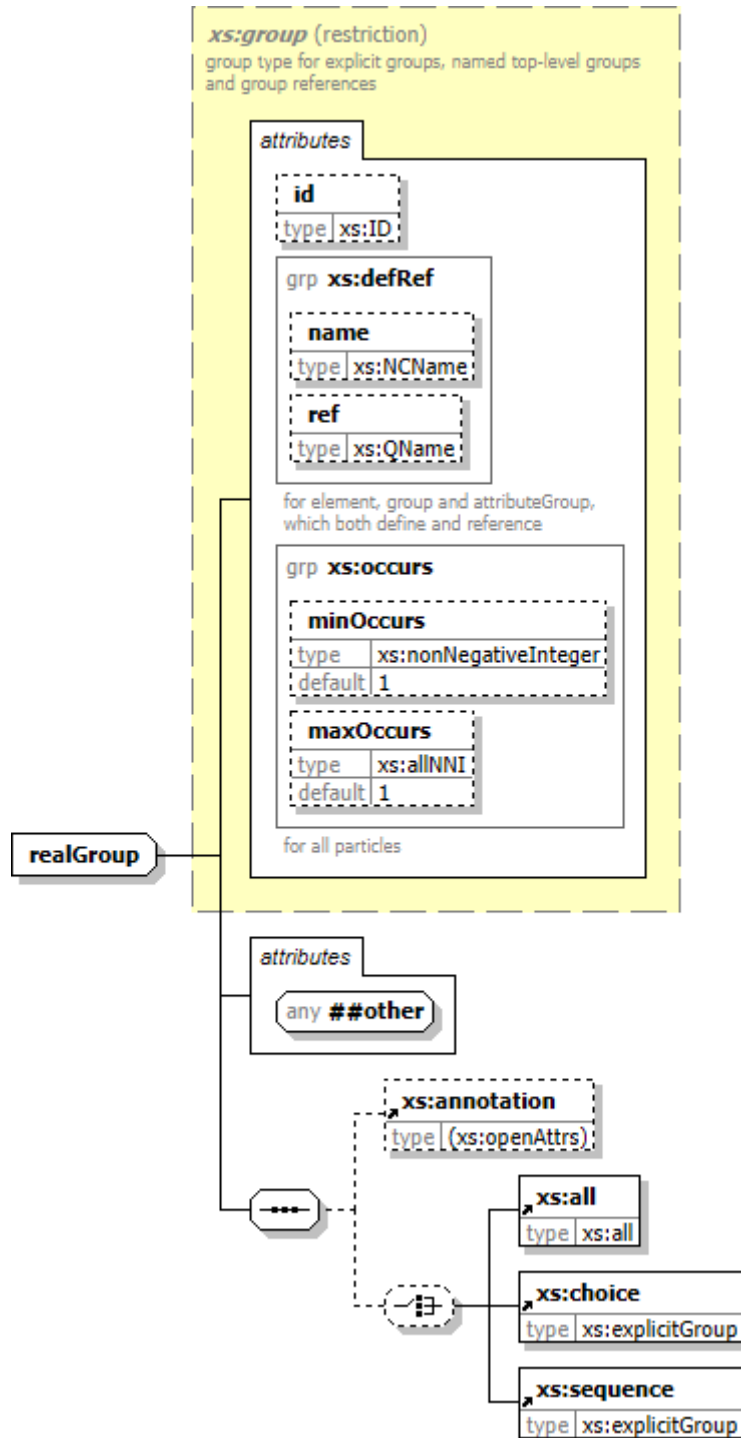 xs:group (restriction)
group type for explicit groups, named top-level groups
and group references
attributes
id
type xs:ID
grp xs:defRef
name
type xs:NCName
ref
type xs:QName
for element, group and attributeGroup,
which both define and reference
grp xs:occurs
minOccurs
type xs:nonNegativeInteger
default 1
maxOccurs
type xs:allNNI
default 1
for all particles
realGroup
attributes
any ##other
xs:annotation
type (xs:openAttrs)
xs:all
type xs:all
xs:choice
type xs:explicitGroup
xs:sequence
type xs:explicitGroup